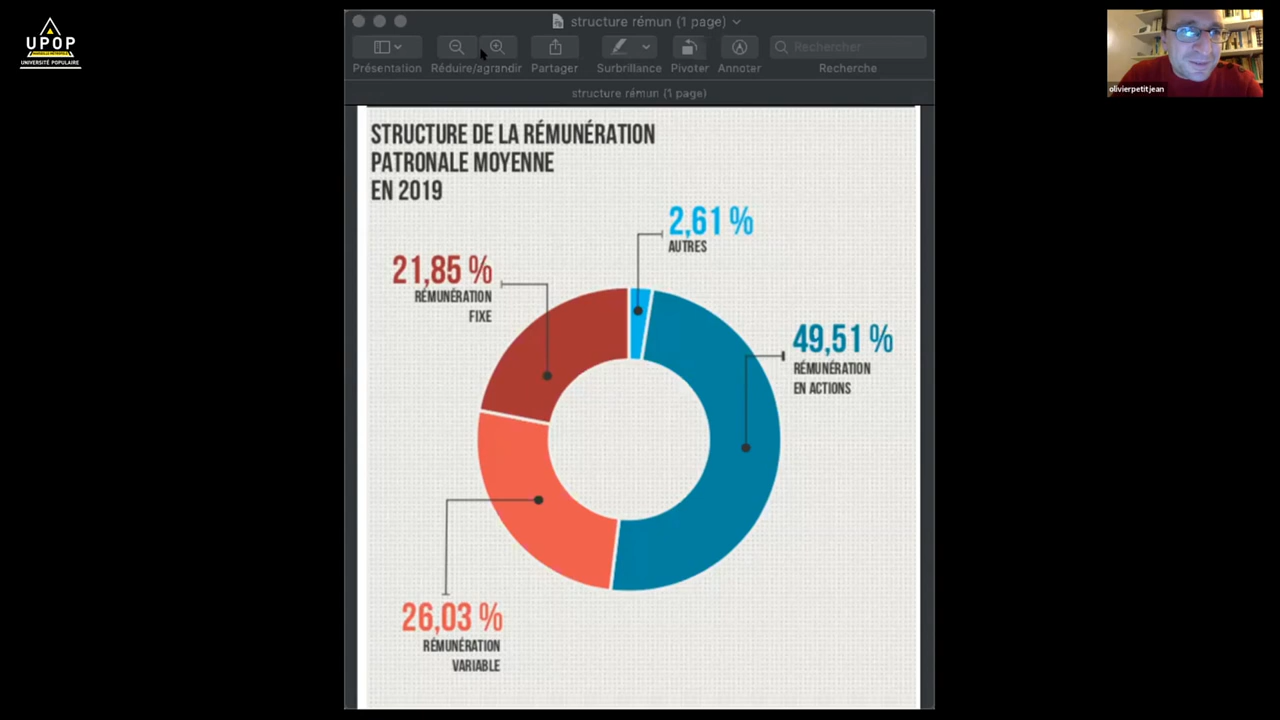 UPOP
MARSEILLE MÉTROPOLE
UNIVERSITÉ POPULAIRE
structure rémun (1 page)
Rechercher
Présentation
Réduire/agrandir
Partager
Surbrillance
Pivoter
Annoter
Recherche
structure rémun (1 page)
olivierpetitjean
STRUCTURE DE LA RÉMUNÉRATION
PATRONALE MOYENNE
EN 2019
2,61 %
AUTRES
21,85 %
RÉMUNÉRATION
FIXE
49,51 %
RÉMUNÉRATION
EN ACTIONS
26,03 %
RÉMUNÉRATION
VARIABLE